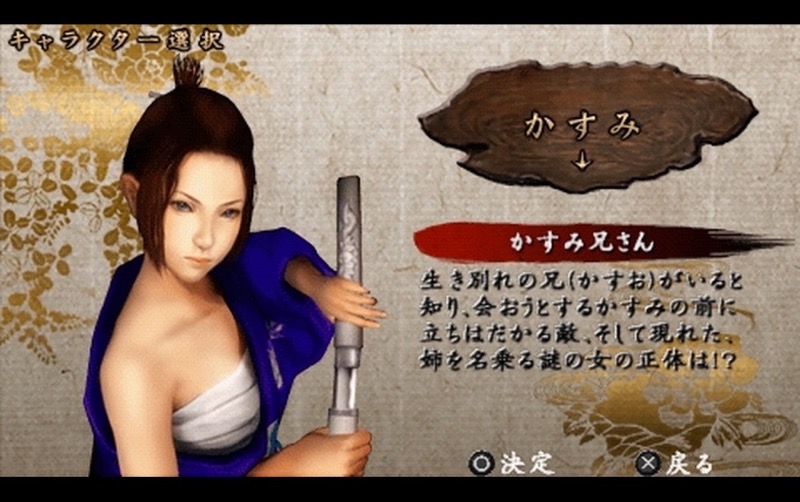 キャラクター選択
かすみ
↓
かすみ兄さん
生き別れの兄(かすお)がいると
知り、会おうとするかすみの前に
立ちはだかる敵、そして現れた、
姉を名乗る謎の女の正体は!?
○決定 ×戻る